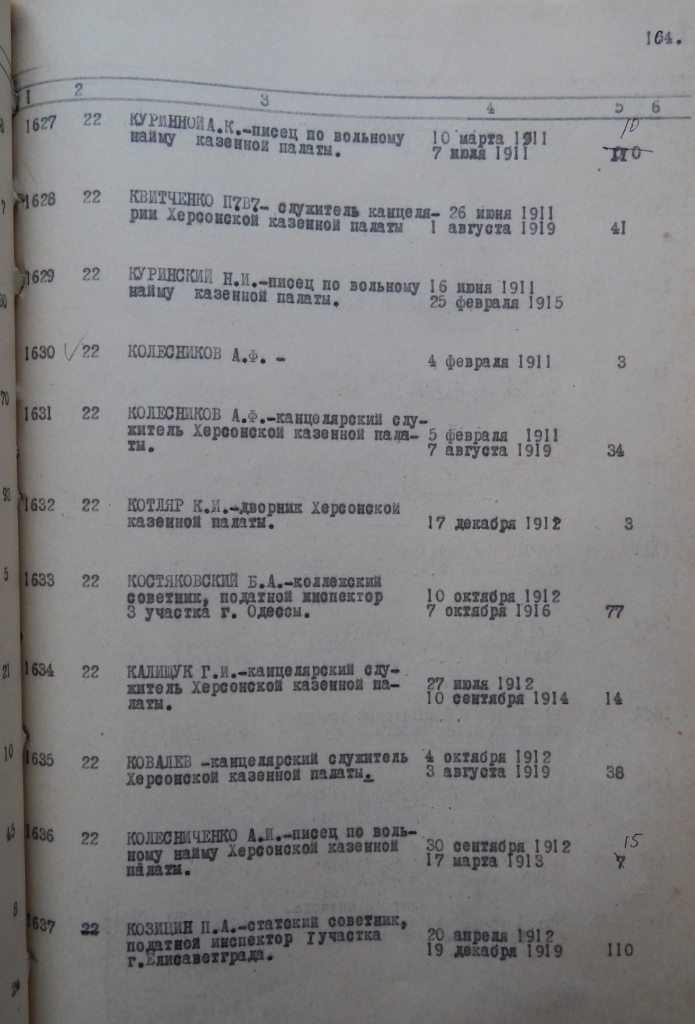 164.
1 2 3 4 5 6
1627 22 КУРИННОЙ А.К.-писец по вольному 10 марта 1911 10
найму казенной палаты. 7 июля 1911 110
1628 22 КВИТЧЕНКО П7В7- служитель канцеля- 26 июня 1911
рии Херсонской казенной палаты 1 августа 1919 41
1629 22 КУРИНСКИЙ Н.И.-писец по вольному 16 июня 1911
найму казенной палаты. 25 февраля 1915
1630 22 КОЛЕСНИКОВ А.Ф. - 4 февраля 1911 3
1631 22 КОЛЕСНИКОВ А.Ф.-канцелярский слу-
житель Херсонской казенной пала- 5 февраля 1911
ты. 7 августа 1919 34
1632 22 КОТЛЯР К.И.-дворник Херсонской
казенной палаты. 17 декабря 1912 3
1633 22 КОСТЯКОВСКИЙ Б.А.-коллежский
советник, податной инспектор 10 октября 1912
3 участка г. Одессы. 7 октября 1916 77
1634 22 КАЛИЩУК Г.И.-канцелярский слу-
житель Херсонской казенной па- 27 июля 1912
латы. 10 сентября 1914 14
1635 22 КОВАЛЕВ -канцелярский служитель 4 октября 1912
Херсонской казенной палаты. 3 августа 1919 38
1636 22 КОЛЕСНИЧЕНКО А.И.-писец по воль- 15
ному найму Херсонской казенной 30 сентября 1912 7
палаты. 17 марта 1913
1637 22 КОЗИЦИН П.А.-статский советник,
податной инспектор I участка 20 апреля 1912
г.Елисаветграда. 19 декабря 1919 110